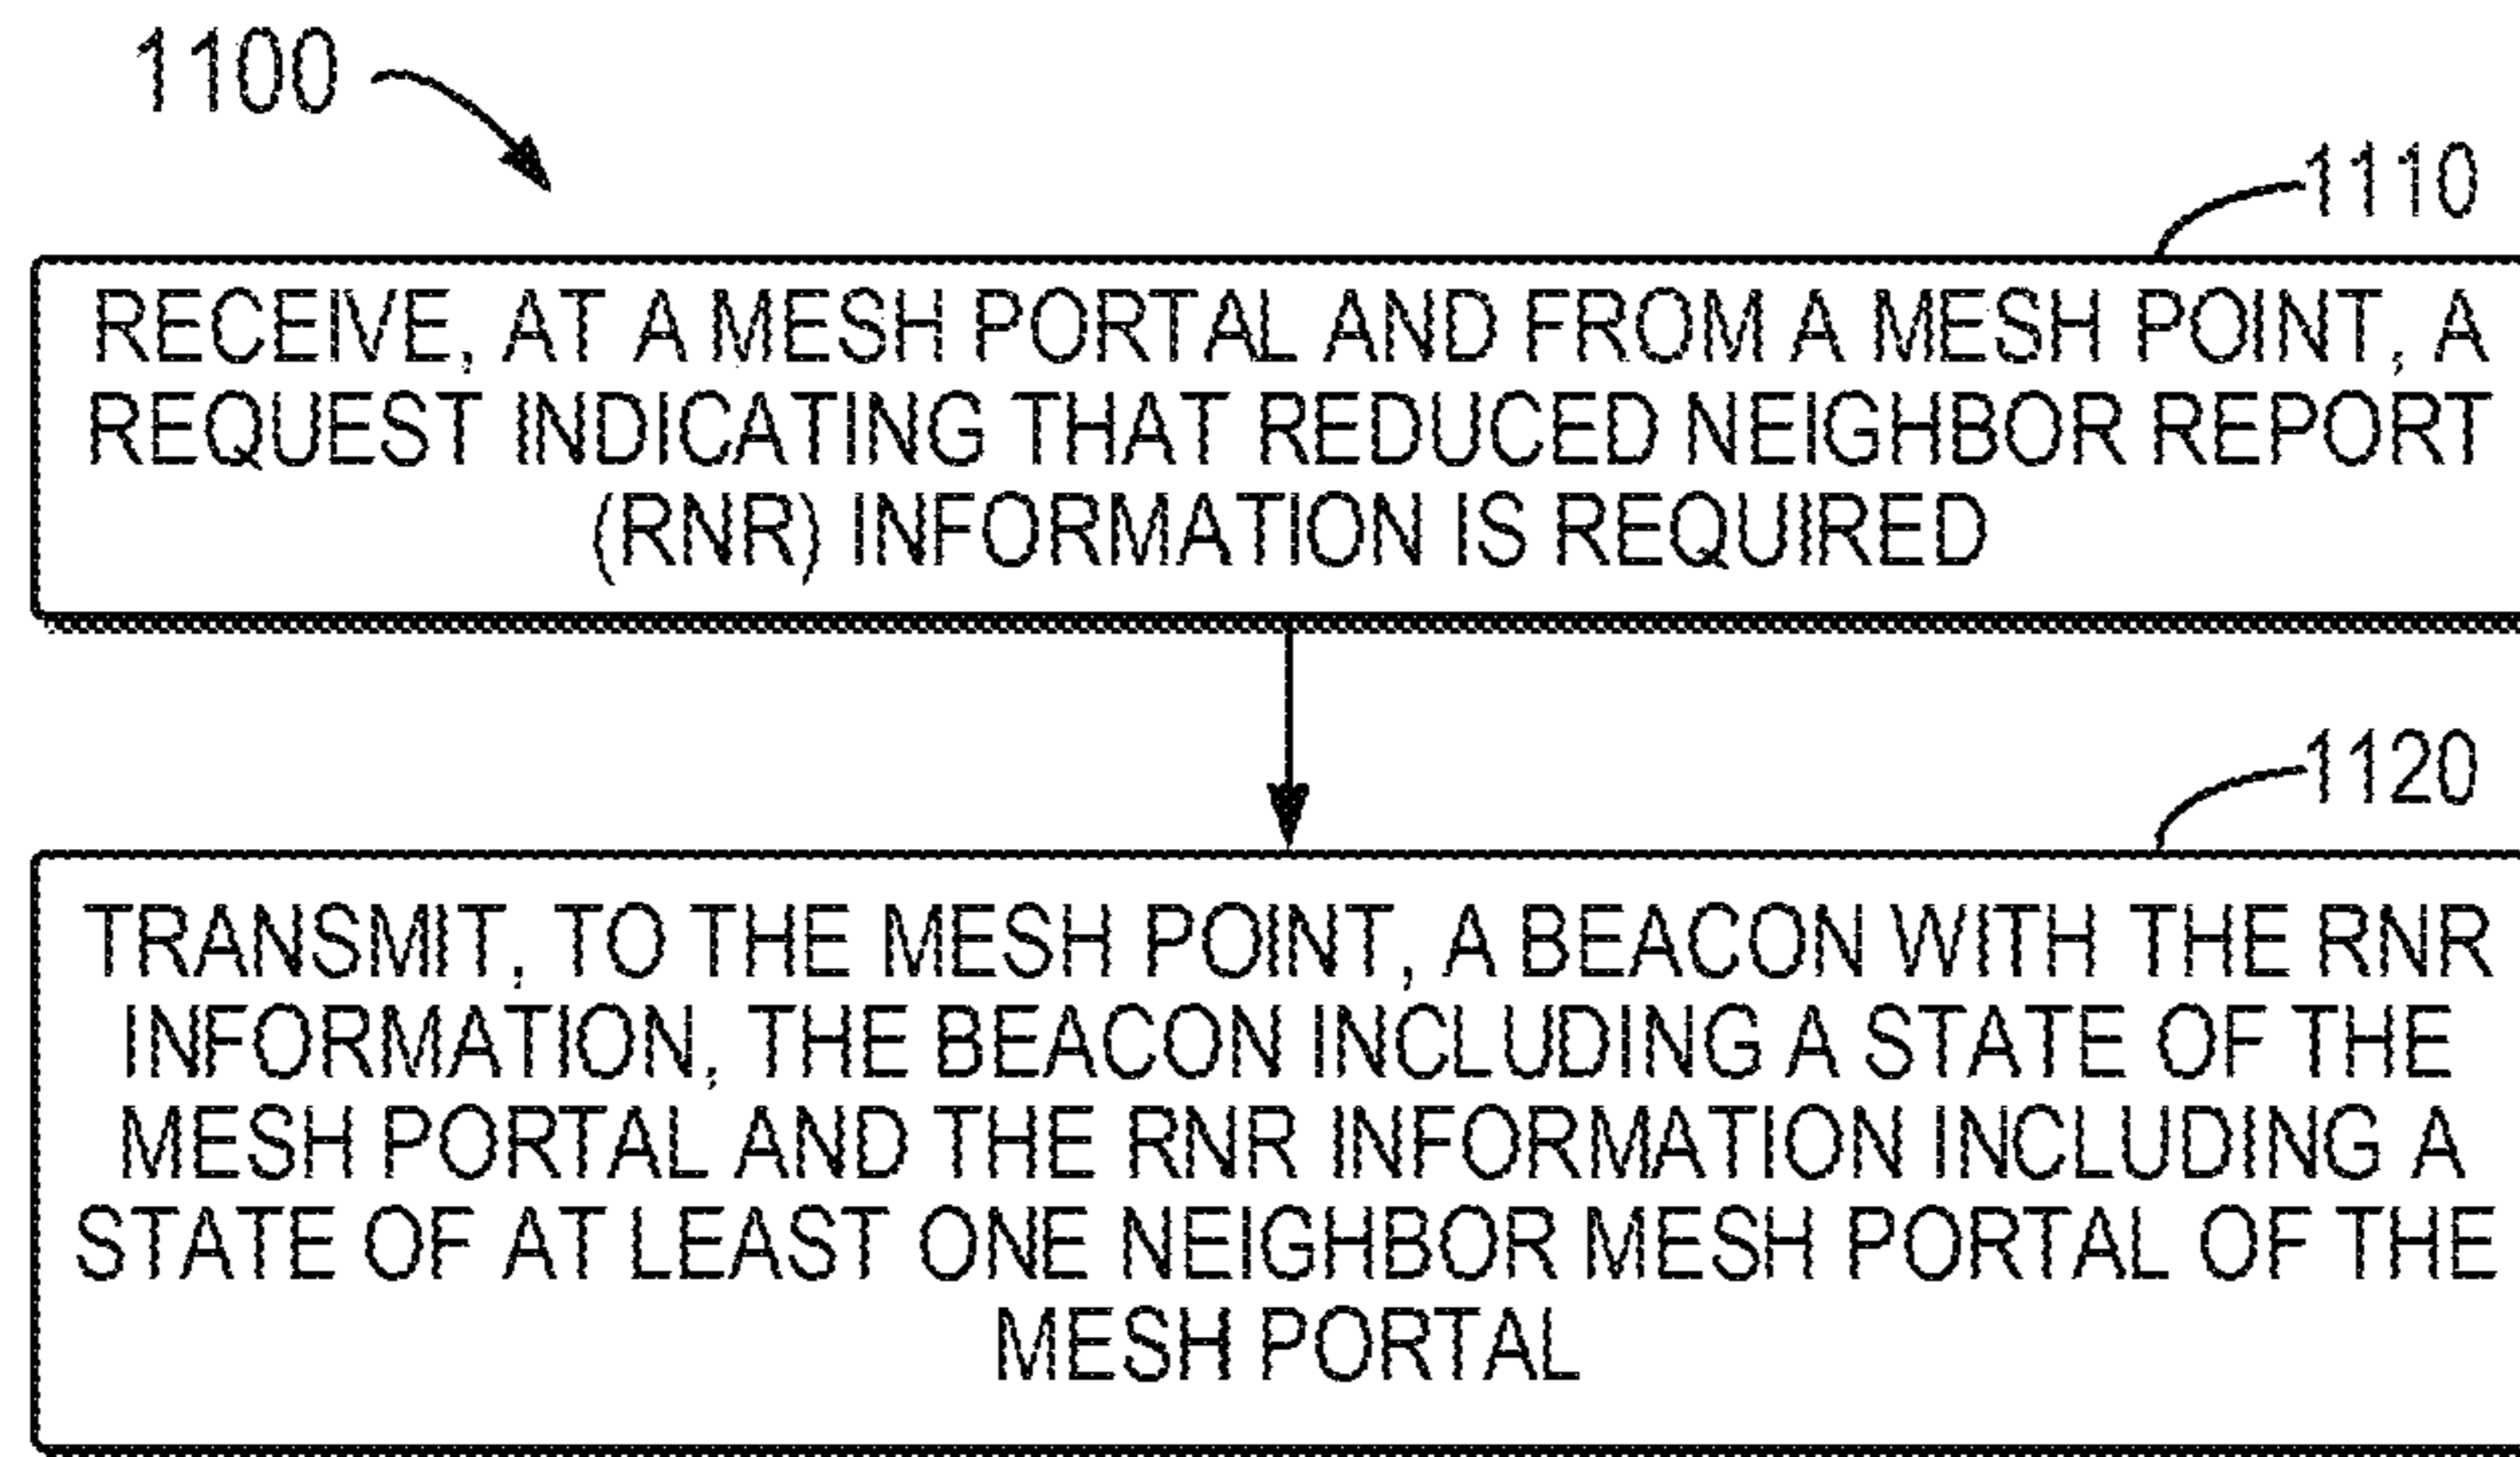 1100
1110
RECEIVE, AT A MESH PORTAL AND FROM A MESH POINT, A
REQUEST INDICATING THAT REDUCED NEIGHBOR REPORT
(RNR) INFORMATION IS REQUIRED
1120
TRANSMIT, TO THE MESH POINT, A BEACON WITH THE RNR
INFORMATION, THE BEACON INCLUDING A STATE OF THE
MESH PORTAL AND THE RNR INFORMATION INCLUDING A
STATE OF AT LEAST ONE NEIGHBOR MESH PORTAL OF THE
MESH PORTAL